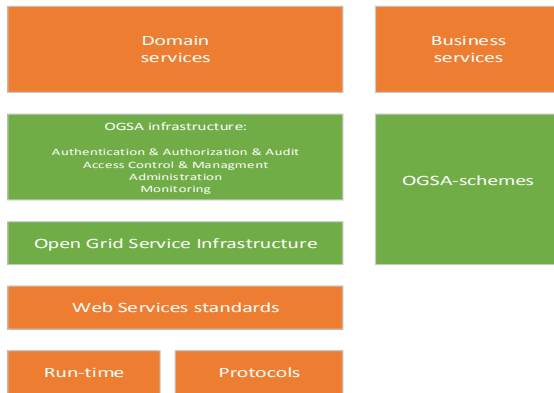 Domain
services
Business
services
OGSA infrastructure:
Authentication & Authorization & Audit
Access Control & Managment
Administration
Monitoring
OGSA-schemes
Open Grid Service Infrastructure
Web Services standards
Run-time
Protocols